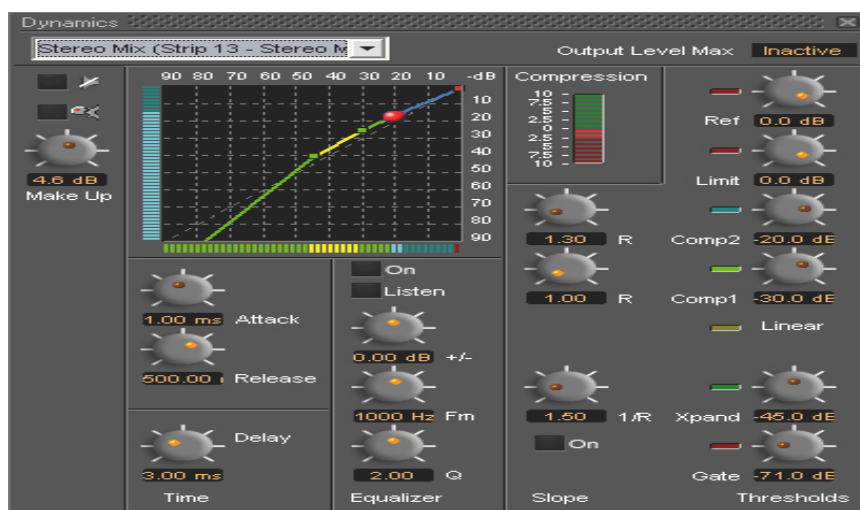 Dynamics
Stereo Mix (Strip 13 - Stereo M
Output Level Max Inactive
90 80 70 60 50 40 30 20 10 -dB
10
20
30
40
50
60
70
80
90
4.6 dB
Make Up
Compression
10
7.5
5
2.5
0
2.5
5
7.5
10
Ref 0.0 dB
Limit 0.0 dB
1.30 R Comp2 -20.0 dE
1.00 R Comp1 -30.0 dE
Linear
1.50 1/R Xpand -45.0 dE
On
Gate -71.0 dE
Slope Thresholds
1.00 ms Attack
500.00 Release
Delay
3.00 ms
Time
On
Listen
0.00 dB +/-
1000 Hz Fm
2.00 Q
Equalizer